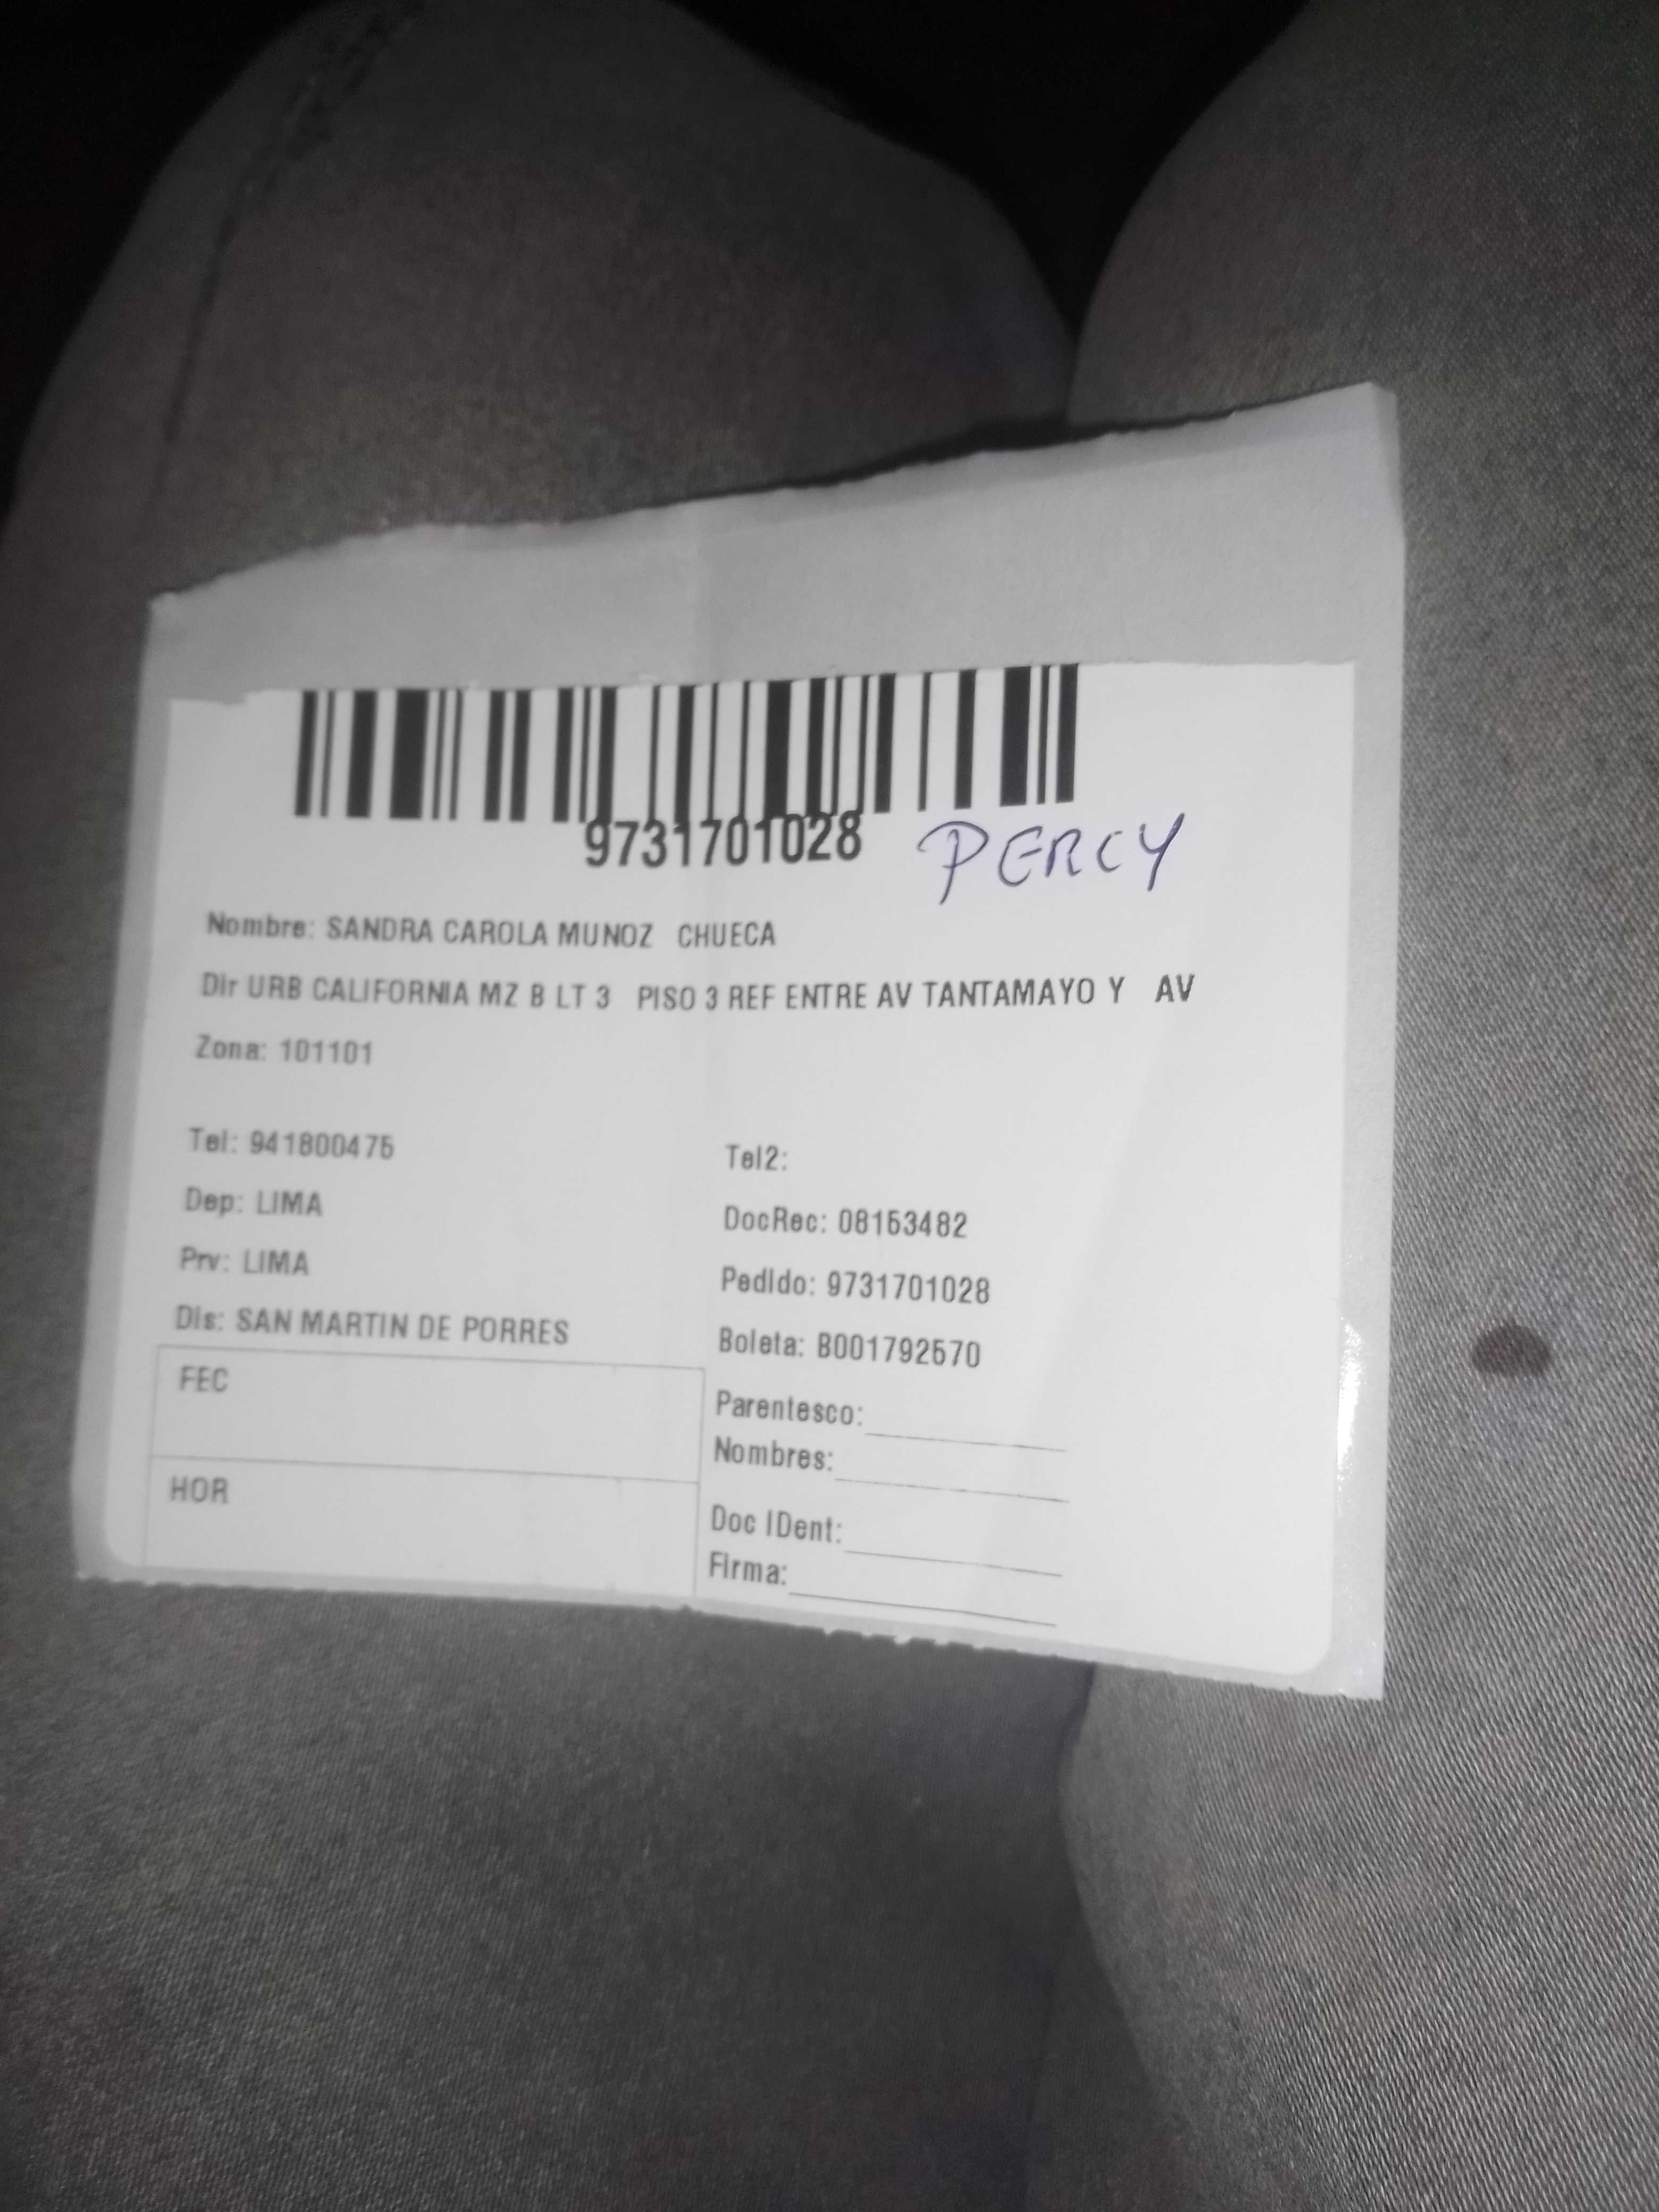 9731701028 PERCY
Nombre: SANDRA CAROLA MUNOZ CHUECA
Dir URB CALIFORNIA MZ B LT 3 PISO 3 REF ENTRE AV TANTAMAYO Y AV
Zona: 101101
Tel: 941800475
Tel2:
Dep: LIMA
DocRec: 08153482
Prv: LIMA
Pedido: 9731701028
Dis: SAN MARTIN DE PORRES
Boleta: B001792570
FEC
Parentesco:
Nombres:
HOR
Doc IDent:
Firma: